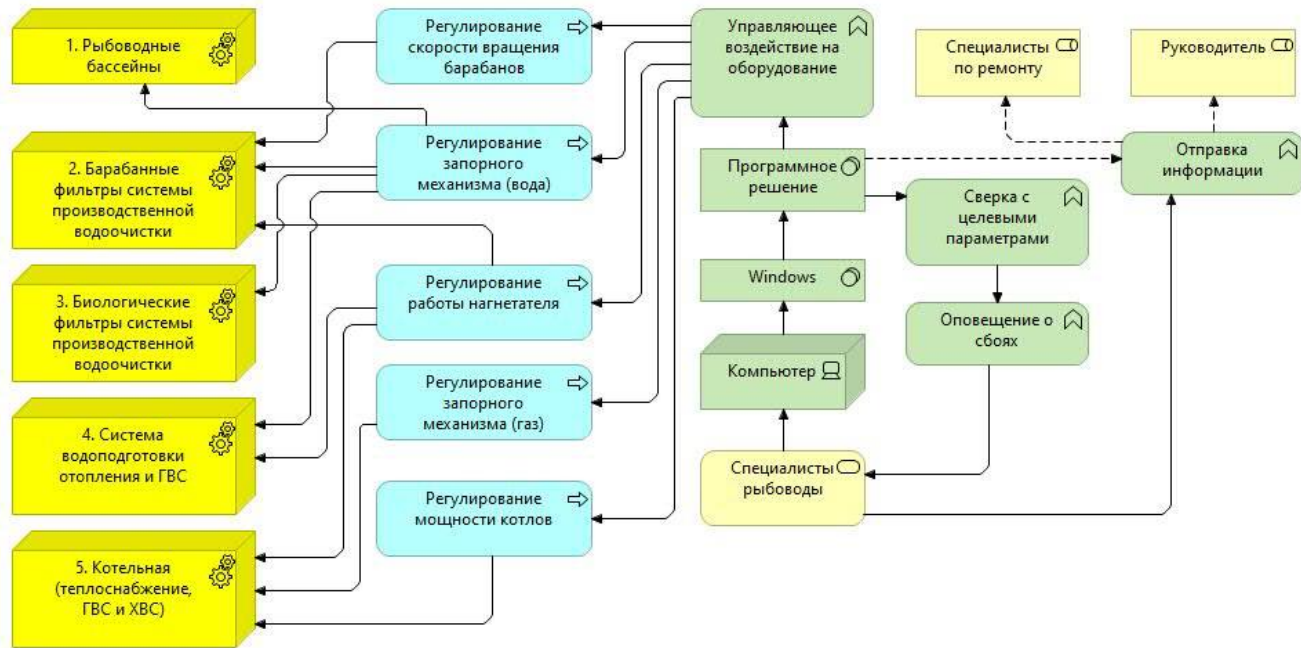 1. Рыбоводные
бассейны
2. Барабанные
фильтры системы
производственной
водоочистки
3. Биологические
фильтры системы
производственной
водоочистки
4. Система
водоподготовки
отопления и ГВС
5. Котельная
(теплоснабжение,
ГВС и ХВС)
Регулирование
скорости вращения
барабанов
Регулирование
запорного
механизма (вода)
Регулирование
работы нагнетателя
Регулирование
запорного
механизма (газ)
Регулирование
мощности котлов
Управляющее
воздействие на
оборудование
Программное
решение
Windows
Компьютер
Специалисты
рыбоводы
Специалисты
по ремонту
Руководитель
Отправка
информации
Сверка с
целевыми
параметрами
Оповещение о
сбоях